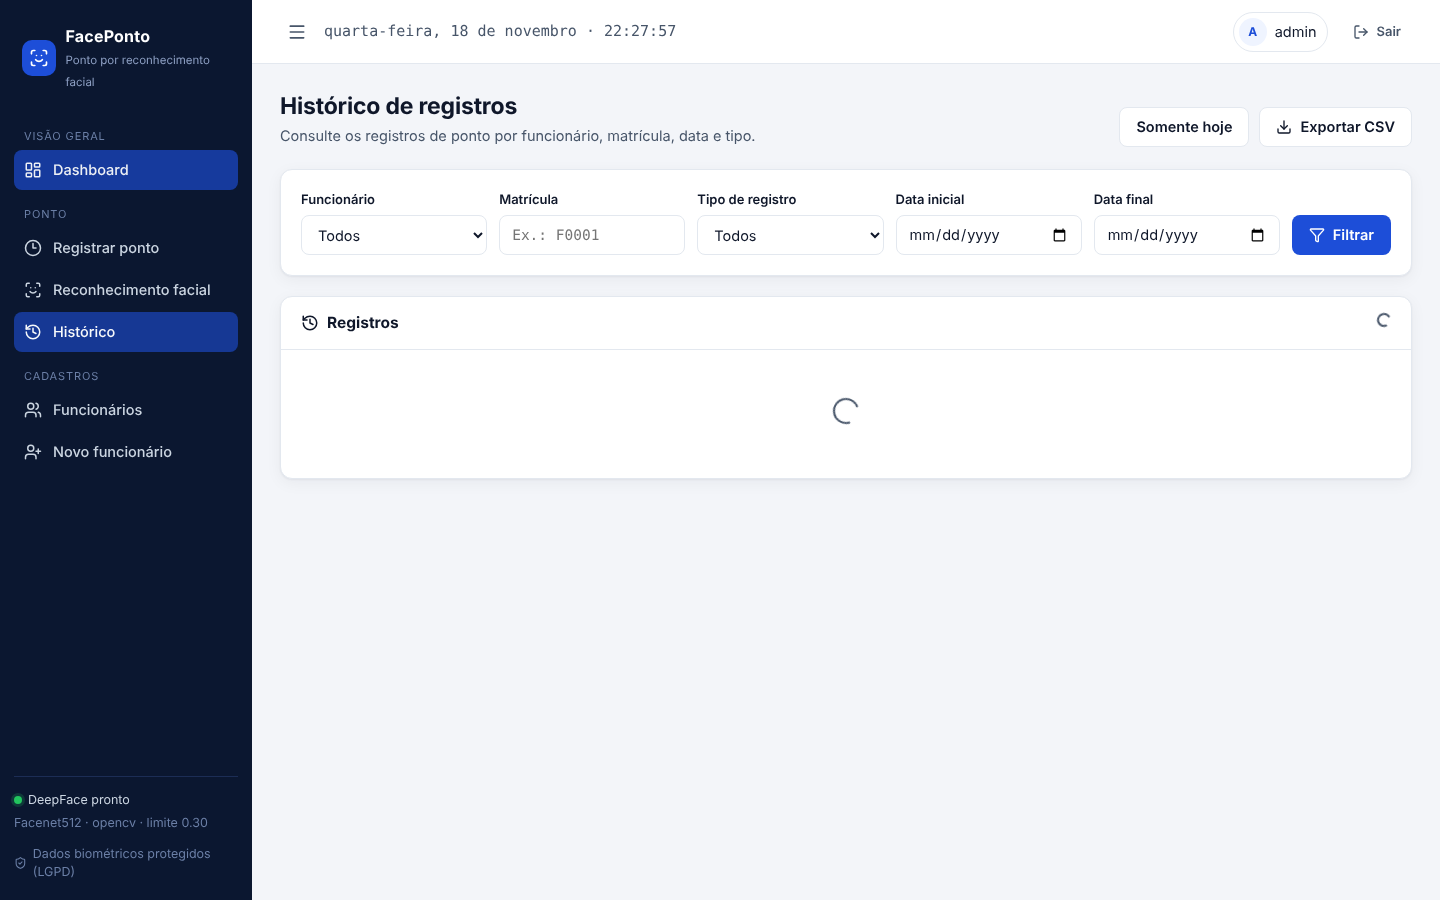 FacePonto
Ponto por reconhecimento
facial
VISÃO GERAL
Dashboard
PONTO
Registrar ponto
Reconhecimento facial
Histórico
CADASTROS
Funcionários
Novo funcionário
DeepFace pronto
Facenet512 · opencv · limite 0.30
Dados biométricos protegidos
(LGPD)
quarta-feira, 18 de novembro · 22:27:57
A admin
Sair
Histórico de registros
Consulte os registros de ponto por funcionário, matrícula, data e tipo.
Somente hoje
Exportar CSV
Funcionário
Todos
Matrícula
Ex.: F0001
Tipo de registro
Todos
Data inicial
mm/dd/yyyy
Data final
mm/dd/yyyy
Filtrar
Registros